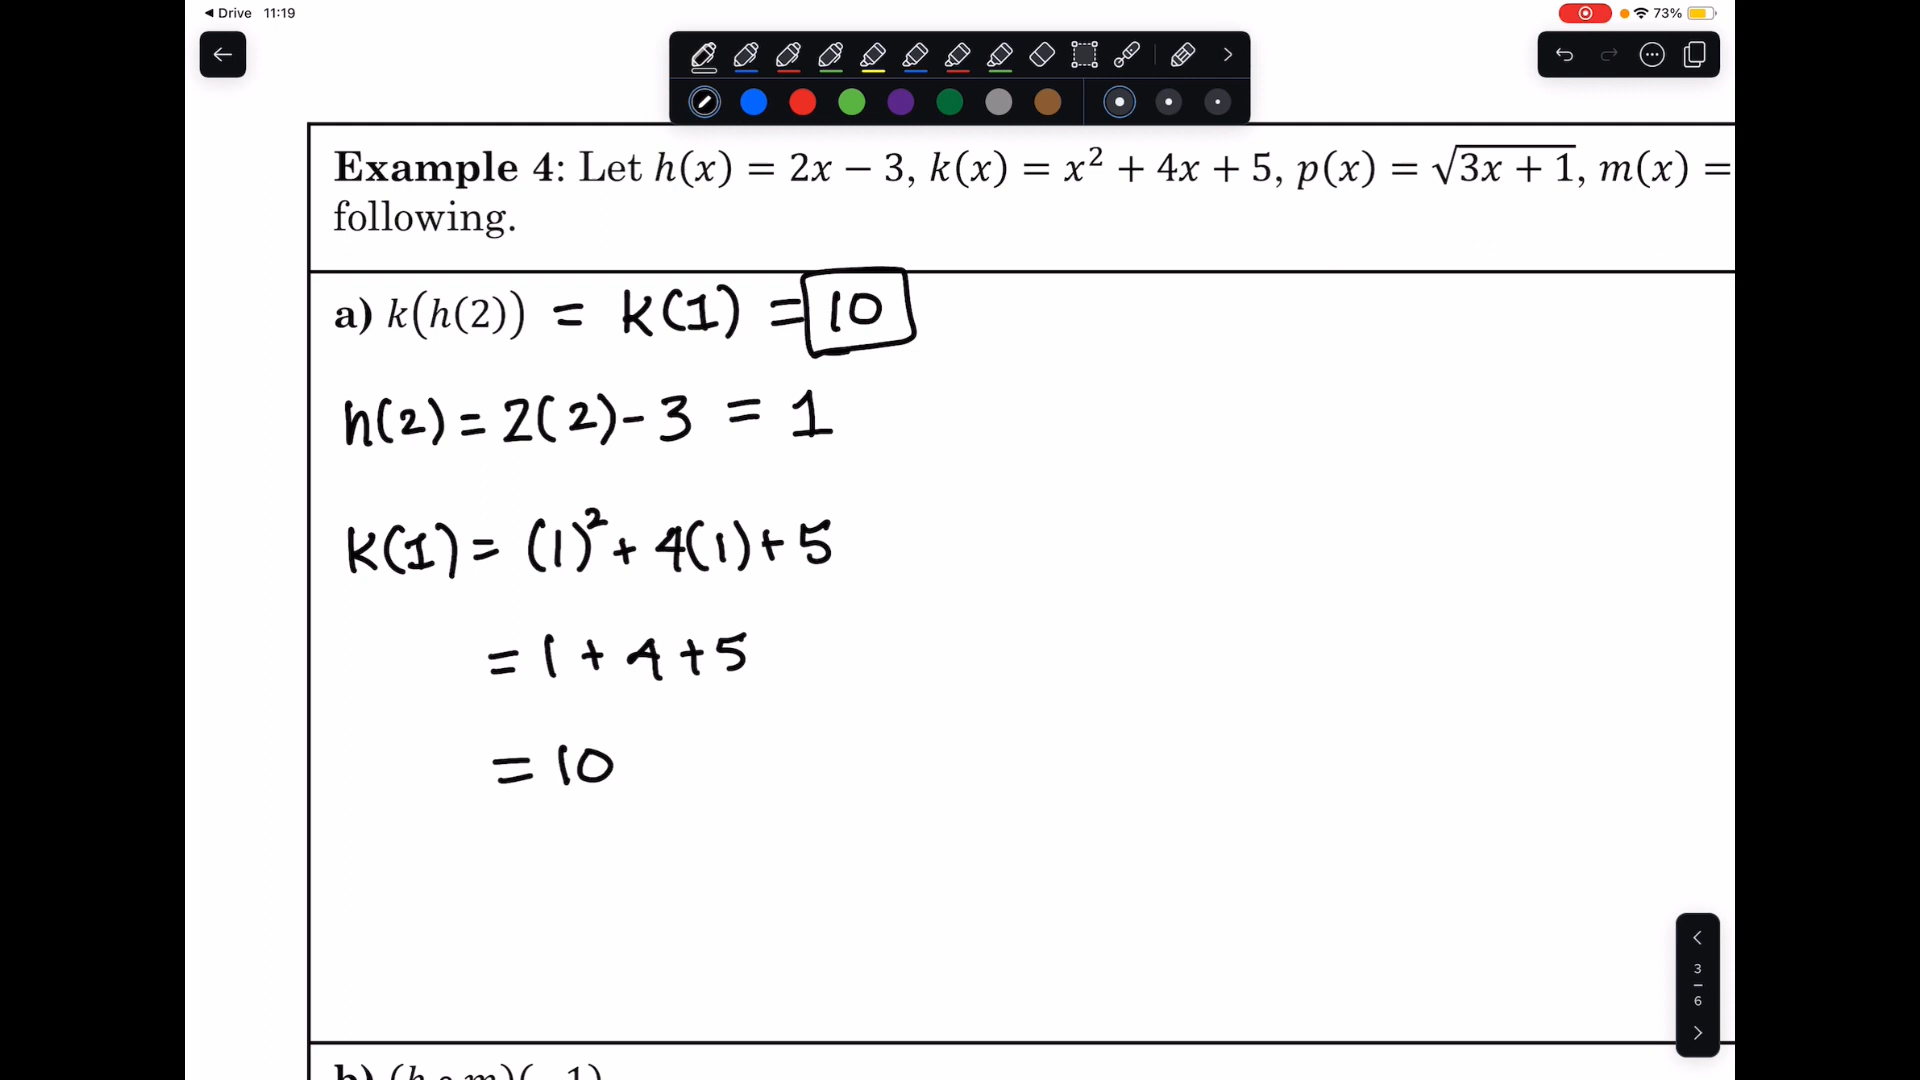 Drive 11:19
73%
Example 4: Let h(x) = 2x − 3, k(x) = x² + 4x + 5, p(x) = √(3x + 1), m(x) =
following.
a) k(h(2)) = k(1) = 10
h(2) = 2(2) - 3 = 1
k(1) = (1)² + 4(1) + 5
= 1 + 4 + 5
= 10
3
6
b) (h ∘ m)(−1)